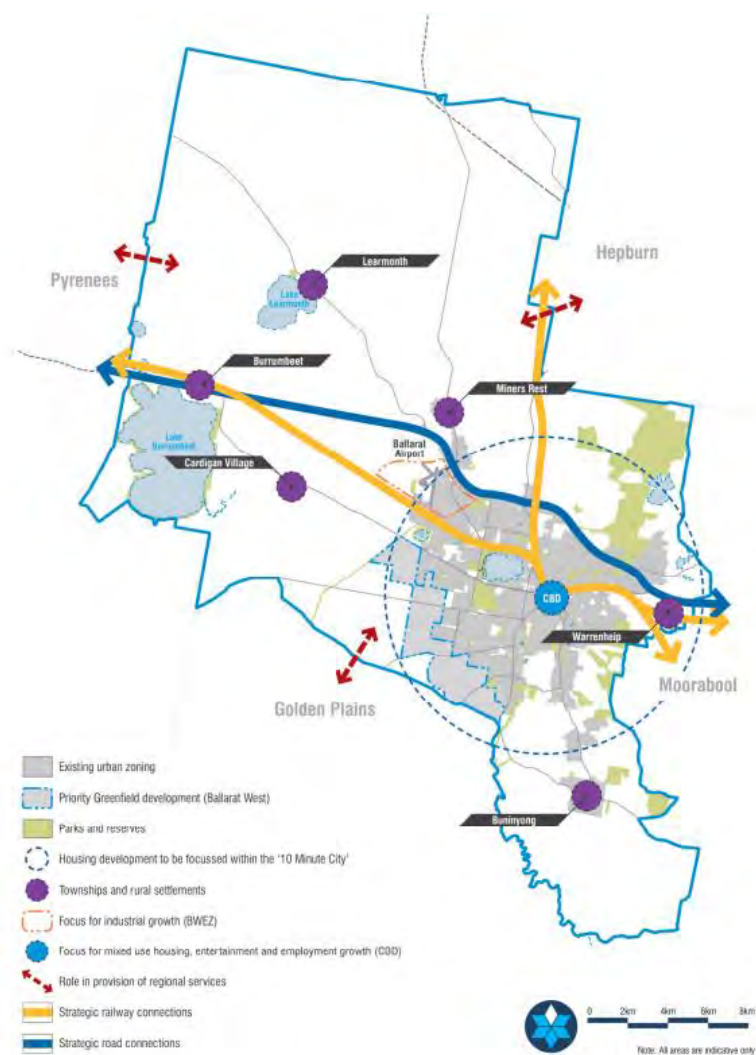 Hepburn
Learmonth
Pyrenees
Lake
Learmonth
Burrumbeet
Miners Rest
Ballarat
Airport
Lake
Burrumbeet
Cardigan Village
CBD
Warrenheip
Moorabool
Golden Plains
Buninyong
Existing urban zoning
Priority Greenfield development (Ballarat West)
Parks and reserves
Housing development to be focussed within the '10 Minute City'
Townships and rural settlements
Focus for industrial growth (BWEZ)
Focus for mixed use housing, entertainment and employment growth (CBD)
Role in provision of regional services
Strategic railway connections
Strategic road connections
0 2km 4km 6km 8km
Note: All areas are indicative only